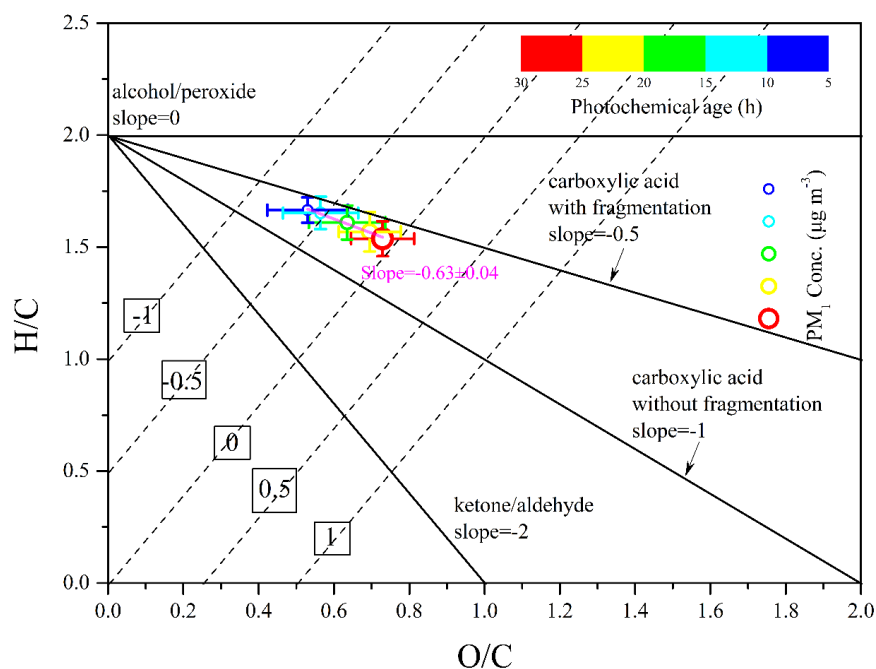 2.5
2.0
1.5
1.0
0.5
0.0
H/C
0.0
0.2
0.4
0.6
0.8
1.0
1.2
1.4
1.6
1.8
2.0
O/C
alcohol/peroxide
slope=0
30
25
20
15
10
5
Photochemical age (h)
carboxylic acid
with fragmentation
slope=-0.5
PM₁ Conc. (μg m⁻³)
Slope=-0.63±0.04
carboxylic acid
without fragmentation
slope=-1
ketone/aldehyde
slope=-2
-1
-0.5
0
0,5
1